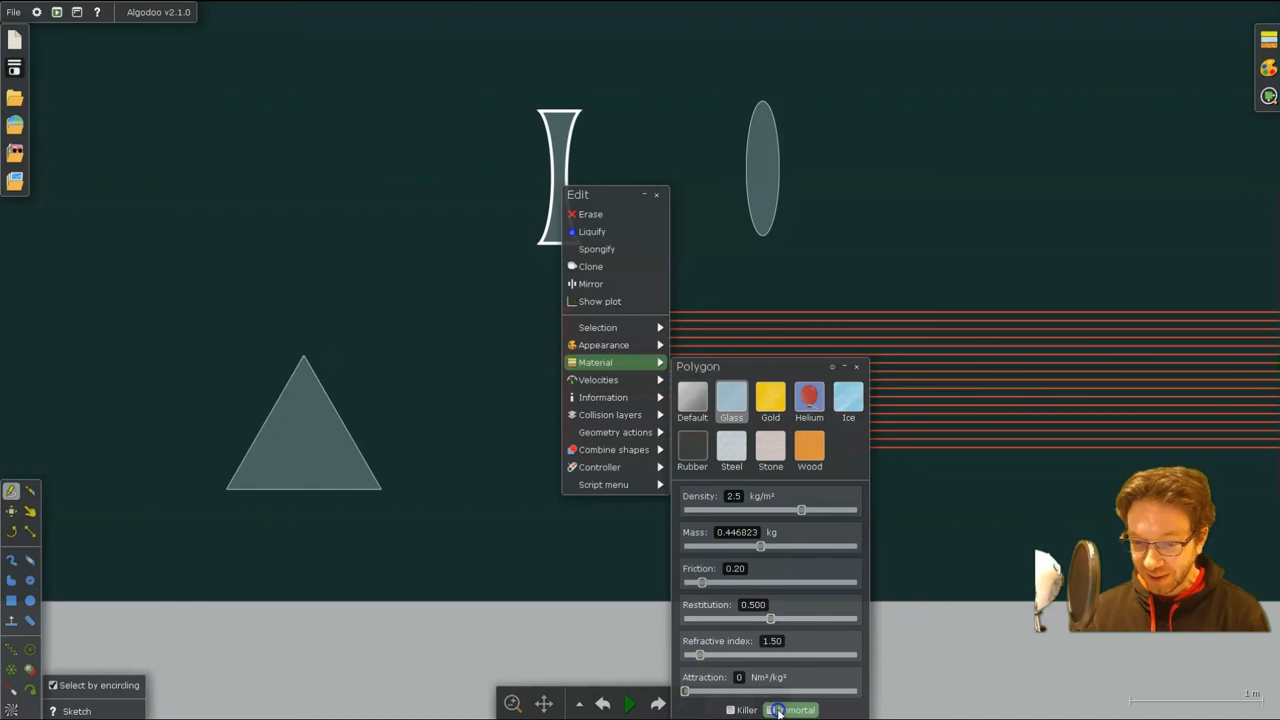 File ? Algodoo v2.1.0
Edit
Erase
Liquify
Spongify
Clone
Mirror
Show plot
Selection
Appearance
Material
Velocities
Information
Collision layers
Geometry actions
Combine shapes
Controller
Script menu
Polygon
Default Glass Gold Helium Ice
Rubber Steel Stone Wood
Density: 2.5 kg/m²
Mass: 0.446823 kg
Friction: 0.20
Restitution: 0.500
Refractive index: 1.50
Attraction: 0 Nm²/kg²
Killer Immortal
Select by encircling
Sketch
1 m